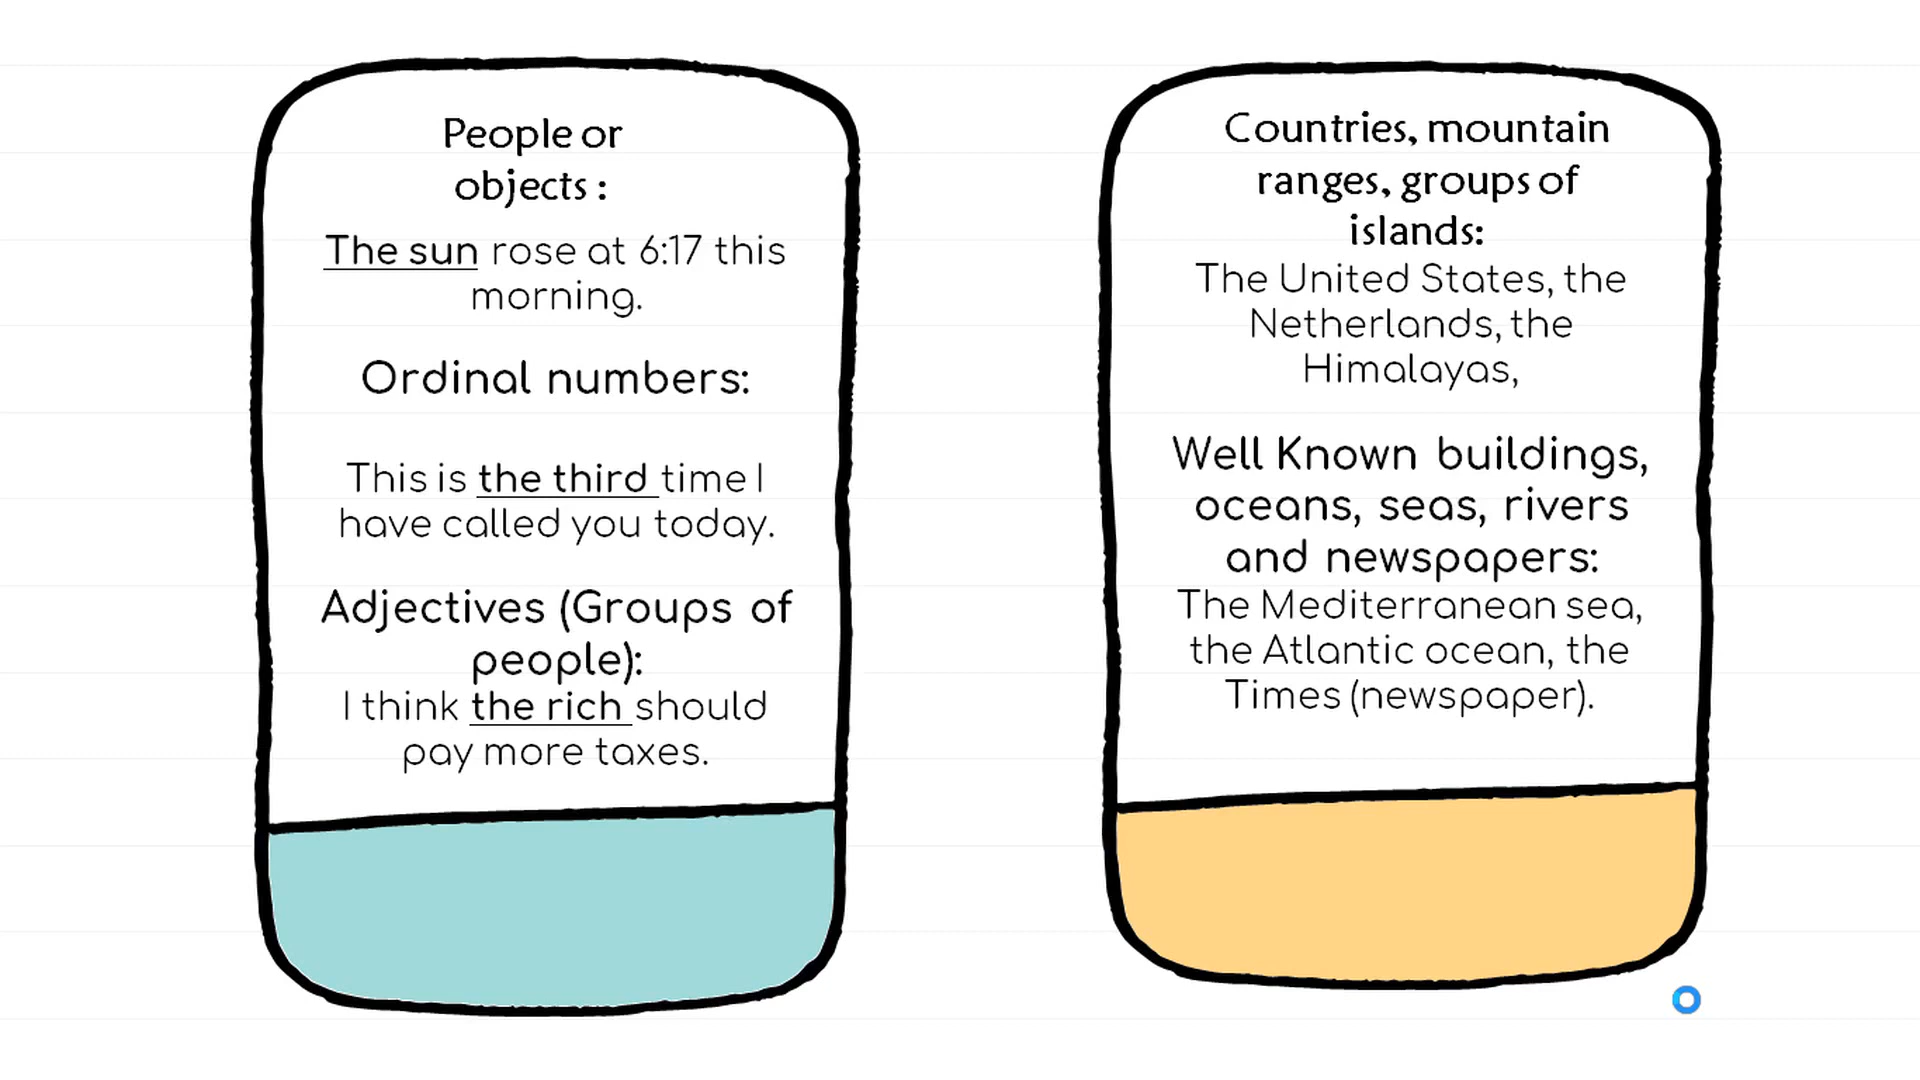 People or
objects :
The sun rose at 6:17 this
morning.
Ordinal numbers:
This is the third time I
have called you today.
Adjectives (Groups of
people):
I think the rich should
pay more taxes.
Countries, mountain
ranges, groups of
islands:
The United States, the
Netherlands, the
Himalayas,
Well Known buildings,
oceans, seas, rivers
and newspapers:
The Mediterranean sea,
the Atlantic ocean, the
Times (newspaper).